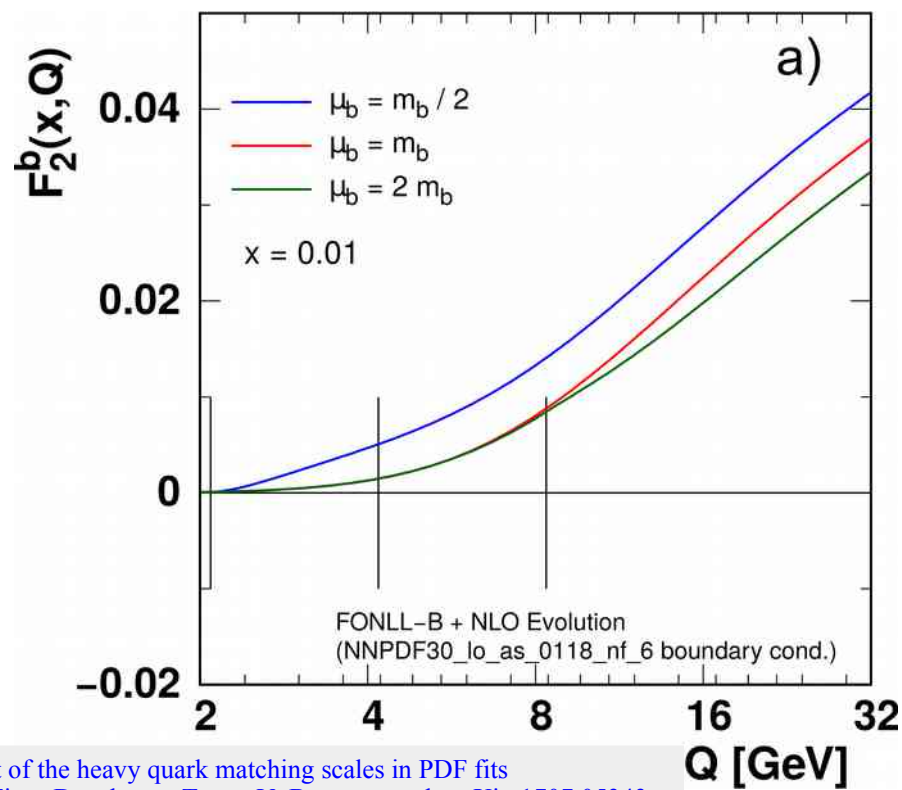 a)
F₂ᵇ(x,Q)
μb = mb / 2
μb = mb
μb = 2 mb
x = 0.01
0.04
0.02
0
−0.02
FONLL−B + NLO Evolution
(NNPDF30_lo_as_0118_nf_6 boundary cond.)
2 4 8 16 32
Q [GeV]
of the heavy quark matching scales in PDF fits